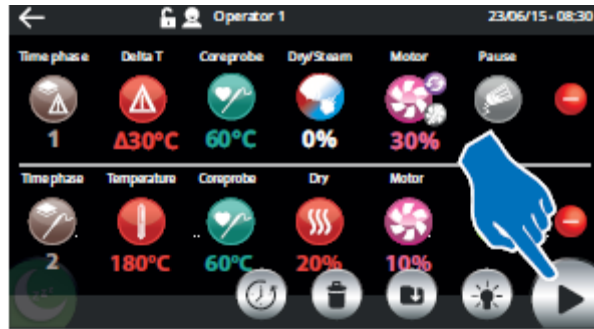 Operator 1 23/06/15 - 08:30
Time phase Delta T Coreprobe Dry/Steam Motor Pause
1 Δ30°C 60°C 0% 30%
Time phase Temperature Coreprobe Dry Motor
2 180°C 60°C 20% 10%